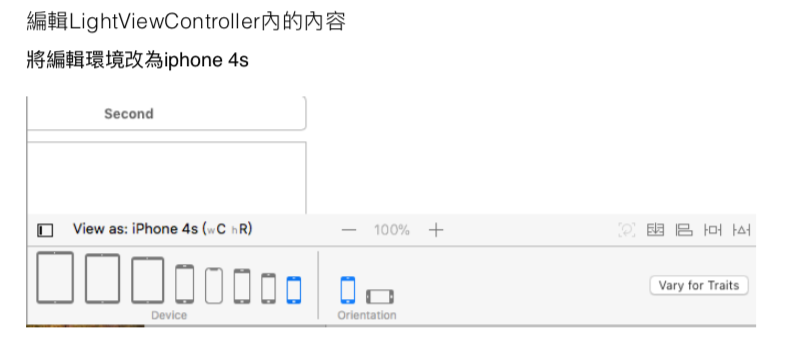 編輯LightViewController內的內容
將編輯環境改為iphone 4s
Second
View as: iPhone 4s (wC hR)
100%
Vary for Traits
Device
Orientation